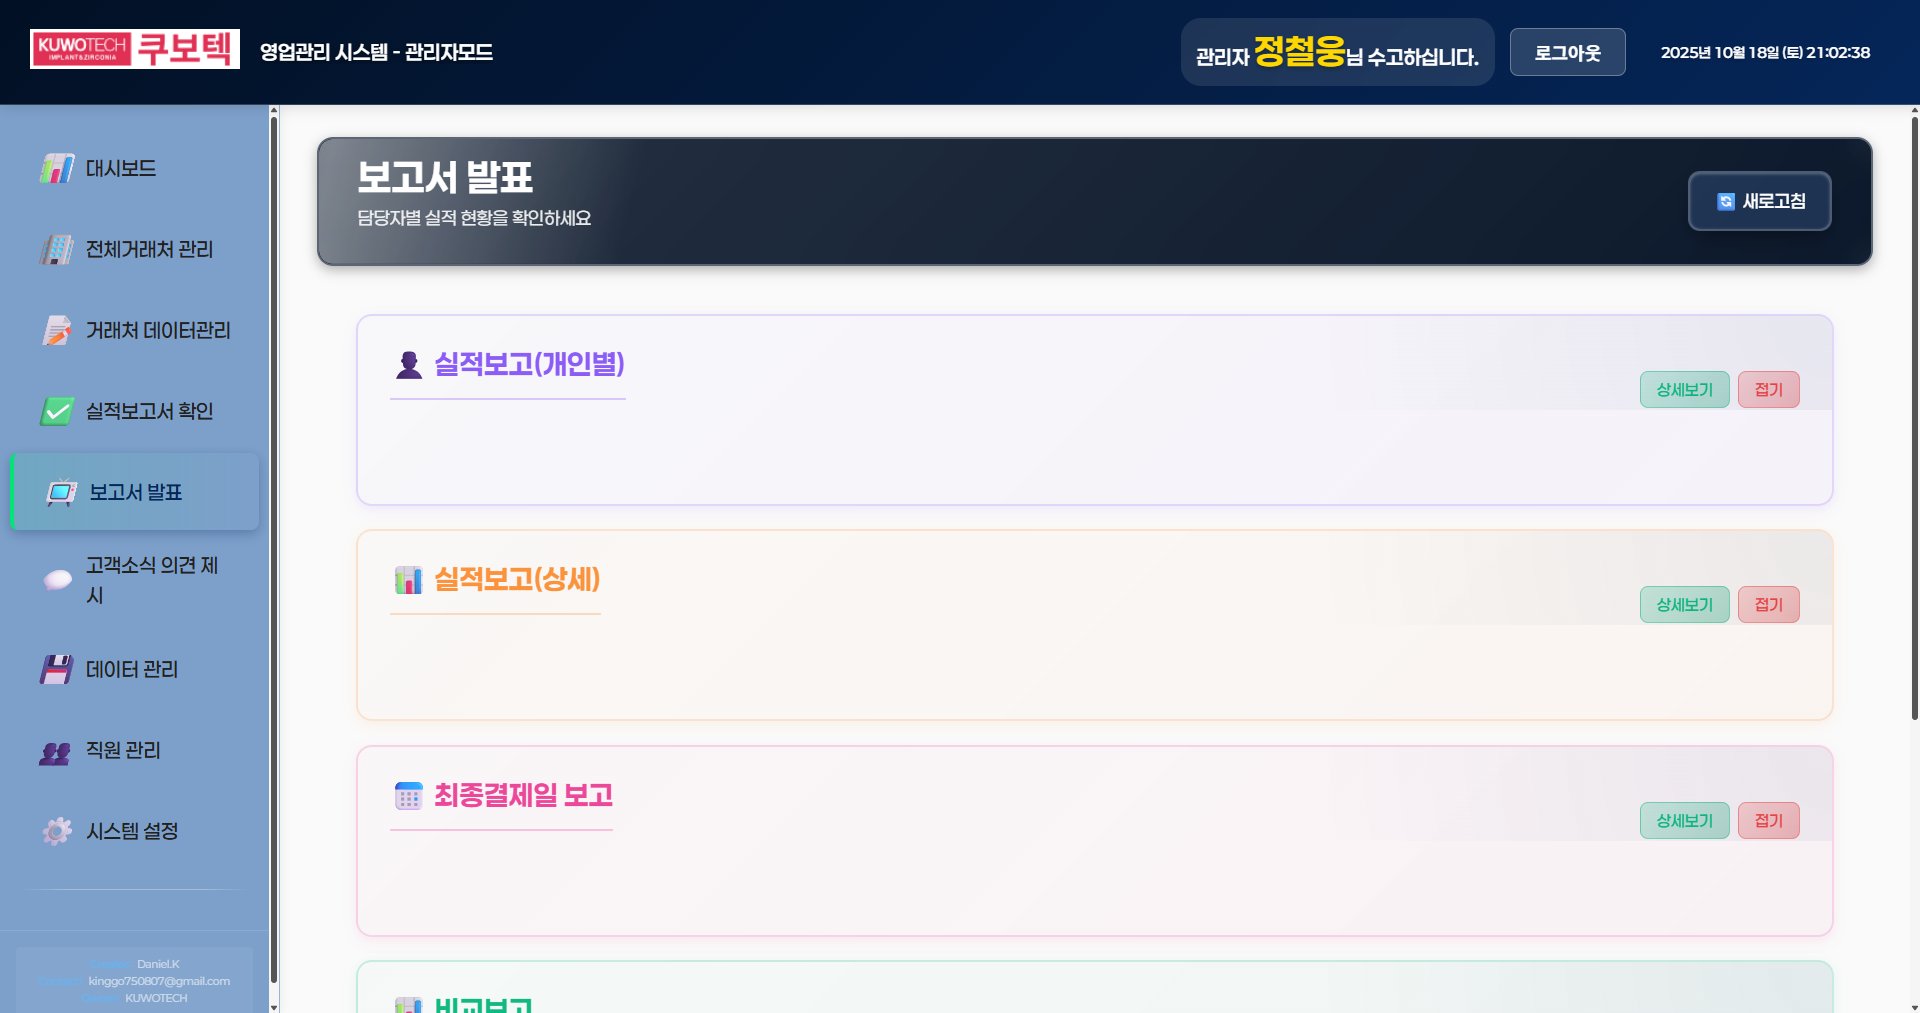 KUWOTECH
IMPLANT&ZIRCONIA
쿠보텍
영업관리 시스템 - 관리자모드
관리자 정철웅님 수고하십니다.
로그아웃
2025년 10월 18일 (토) 21:02:38
대시보드
전체거래처 관리
거래처 데이터관리
실적보고서 확인
보고서 발표
고객소식 의견 제
시
데이터 관리
직원 관리
시스템 설정
Daniel.K
kinggo750807@gmail.com
KUWOTECH
보고서 발표
담당자별 실적 현황을 확인하세요
새로고침
실적보고(개인별)
상세보기
접기
실적보고(상세)
상세보기
접기
최종결제일 보고
상세보기
접기
비교보고